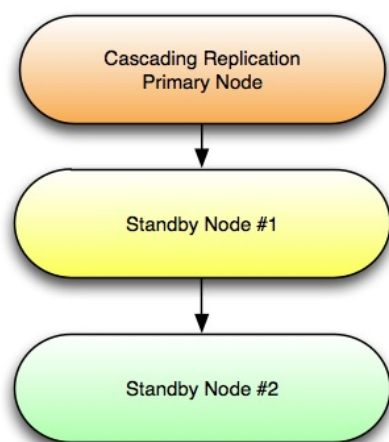 Cascading Replication
Primary Node
Standby Node #1
Standby Node #2